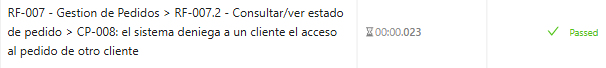 RF-007 - Gestion de Pedidos > RF-007.2 - Consultar/ver estado
de pedido > CP-008: el sistema deniega a un cliente el acceso
al pedido de otro cliente
00:00.023
Passed